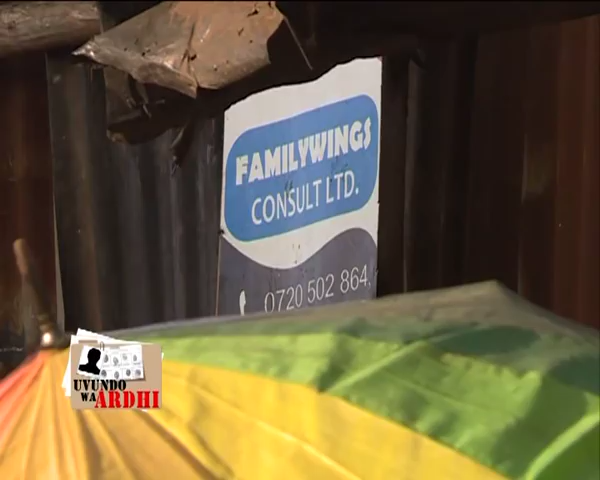 FAMILYWINGS
CONSULT LTD.
0720 502 864,
UVUNDO
WA ARDHI